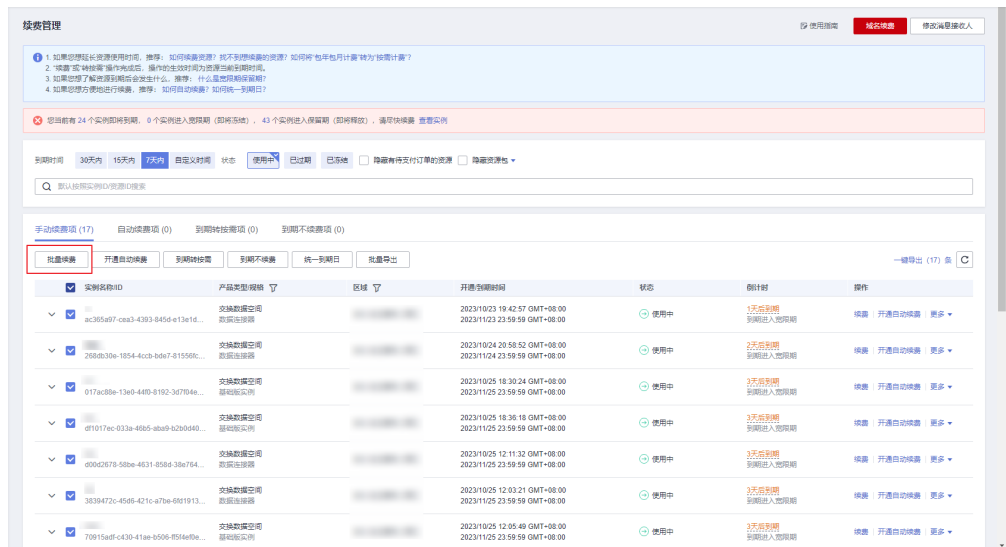 续费管理
使用指南
域名续费
修改消息接收人
1. 如果您想延长资源使用时间，推荐： 如何续费资源? 找不到想续费的资源? 如何将“包年包月计费”转为“按需计费”?
2. “续费”或“转按需”操作完成后，操作的生效时间为资源当前到期时间。
3. 如果您想了解资源到期后会发生什么，推荐： 什么是宽限期保留期?
4. 如果您想方便地进行续费，推荐： 如何自动续费? 如何统一到期日?
您当前有 24 个实例即将到期， 0 个实例进入宽限期（即将冻结）， 43 个实例进入保留期（即将释放），请尽快续费 查看实例
到期时间 30天内 15天内 7天内 自定义时间 状态 使用中 已过期 已冻结 隐藏有待支付订单的资源 隐藏资源包
默认按照实例ID/资源ID搜索
手动续费项 (17) 自动续费项 (0) 到期转按需项 (0) 到期不续费项 (0)
批量续费 开通自动续费 到期转按需 到期不续费 统一到期日 批量导出 一键导出 (17) 条
实例名称/ID 产品类型/规格 区域 开通/到期时间 状态 倒计时 操作
交换数据空间 2023/10/23 19:42:57 GMT+08:00 使用中 1天后到期 续费 开通自动续费 更多
ac365a97-cea3-4393-845d-e13e1d... 数据连接器 2023/11/23 23:59:59 GMT+08:00 到期进入宽限期
交换数据空间 2023/10/24 20:58:52 GMT+08:00 使用中 2天后到期 续费 开通自动续费 更多
268db30e-1854-4ccb-bde7-81556fc... 数据连接器 2023/11/24 23:59:59 GMT+08:00 到期进入宽限期
交换数据空间 2023/10/25 18:30:24 GMT+08:00 使用中 3天后到期 续费 开通自动续费 更多
017ac88e-13e0-44f0-8192-3d7f04e... 基础版实例 2023/11/25 23:59:59 GMT+08:00 到期进入宽限期
交换数据空间 2023/10/25 18:36:18 GMT+08:00 使用中 3天后到期 续费 开通自动续费 更多
df1017ec-033a-46b5-aba9-b2b0d40... 基础版实例 2023/11/25 23:59:59 GMT+08:00 到期进入宽限期
交换数据空间 2023/10/25 12:11:32 GMT+08:00 使用中 3天后到期 续费 开通自动续费 更多
d00d2678-58be-4631-858d-38e764... 数据连接器 2023/11/25 23:59:59 GMT+08:00 到期进入宽限期
交换数据空间 2023/10/25 12:03:21 GMT+08:00 使用中 3天后到期 续费 开通自动续费 更多
3839472c-45d6-421c-a7be-6fd1913... 数据连接器 2023/11/25 23:59:59 GMT+08:00 到期进入宽限期
交换数据空间 2023/10/25 12:05:49 GMT+08:00 使用中 3天后到期 续费 开通自动续费 更多
70915adf-c430-41ae-b506-ff5f4ef0e... 基础版实例 2023/11/25 23:59:59 GMT+08:00 到期进入宽限期